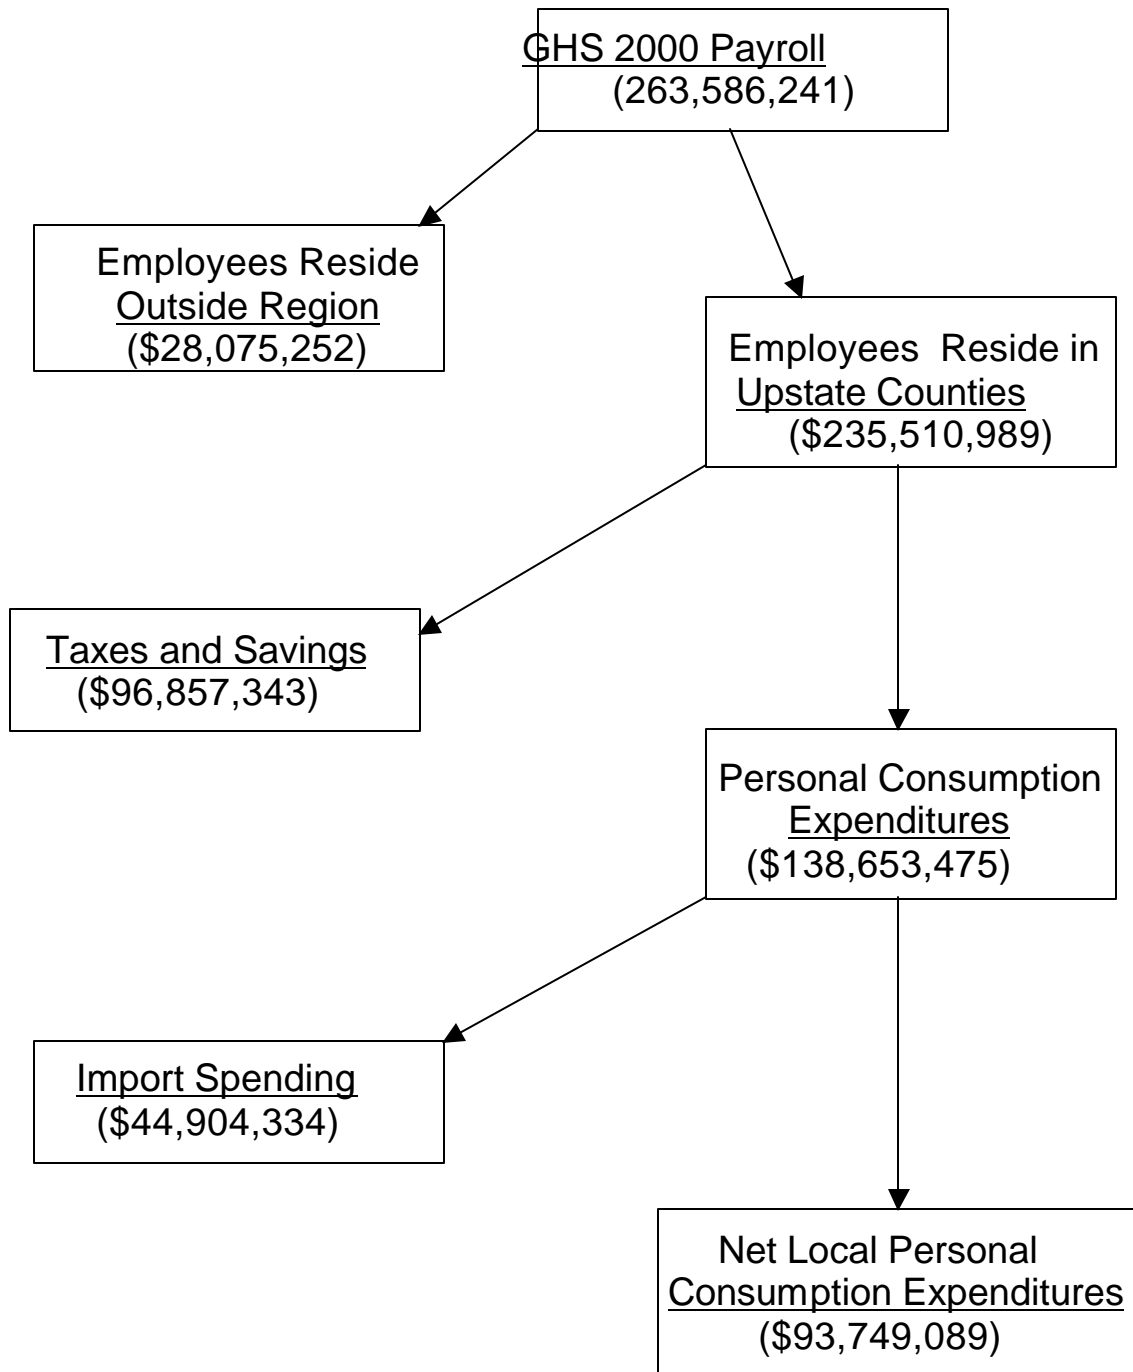 GHS 2000 Payroll
(263,586,241)
Employees Reside
Outside Region
($28,075,252)
Employees Reside in
Upstate Counties
($235,510,989)
Taxes and Savings
($96,857,343)
Personal Consumption
Expenditures
($138,653,475)
Import Spending
($44,904,334)
Net Local Personal
Consumption Expenditures
($93,749,089)